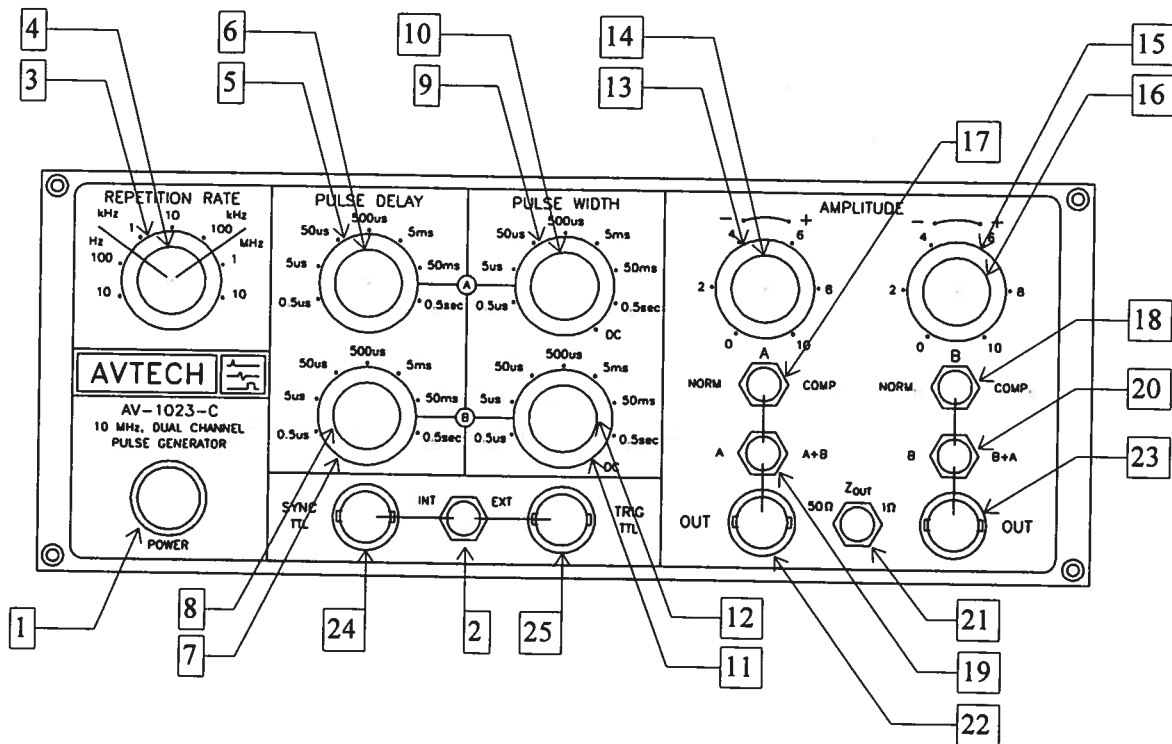 4
6
10
14
15
3
5
9
13
16
17
REPETITION RATE
kHz
1
10
kHz
100
Hz
MHz
100
1
10
10
PULSE DELAY
500us
50us
5ms
5us
50ms
0.5us
0.5sec
A
PULSE WIDTH
500us
50us
5ms
5us
50ms
0.5us
0.5sec
DC
AMPLITUDE
− +
4
6
2
6
0
10
A
− +
4
6
2
8
0
10
B
18
AVTECH
AV-1023-C
10 MHz, DUAL CHANNEL
PULSE GENERATOR
POWER
500us
50us
5ms
5us
50ms
0.5us
0.5sec
B
500us
50us
5ms
5us
50ms
0.5us
0.5sec
DC
NORM
COMP
NORM.
COMP.
20
A
A+B
B
B+A
23
SYNC
TTL
INT
EXT
TRIG
TTL
OUT
ZOUT
50Ω
1Ω
OUT
1
8
24
2
25
12
21
7
11
19
22